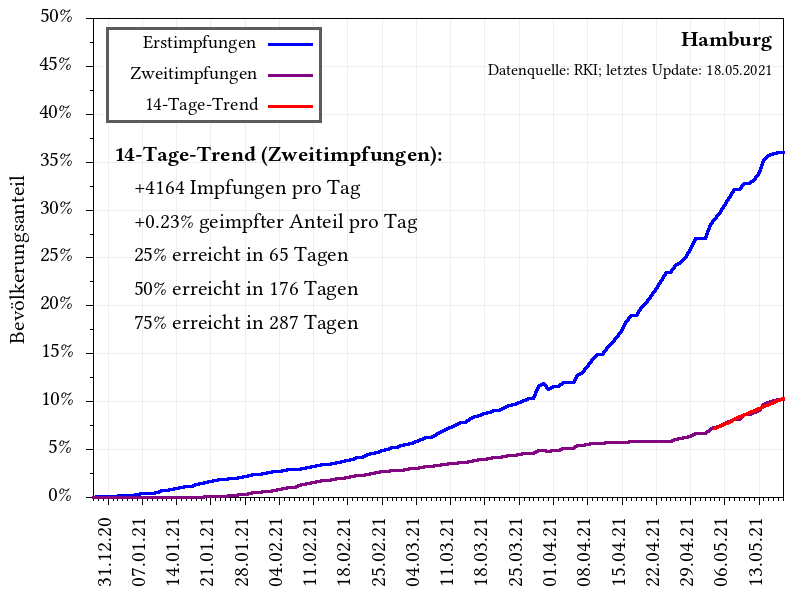 50%
45%
40%
35%
30%
25%
20%
15%
10%
5%
0%
Bevölkerungsanteil
Erstimpfungen
Zweitimpfungen
14-Tage-Trend
Hamburg
Datenquelle: RKI; letztes Update: 18.05.2021
14-Tage-Trend (Zweitimpfungen):
+4164 Impfungen pro Tag
+0.23% geimpfter Anteil pro Tag
25% erreicht in 65 Tagen
50% erreicht in 176 Tagen
75% erreicht in 287 Tagen
31.12.20
07.01.21
14.01.21
21.01.21
28.01.21
04.02.21
11.02.21
18.02.21
25.02.21
04.03.21
11.03.21
18.03.21
25.03.21
01.04.21
08.04.21
15.04.21
22.04.21
29.04.21
06.05.21
13.05.21